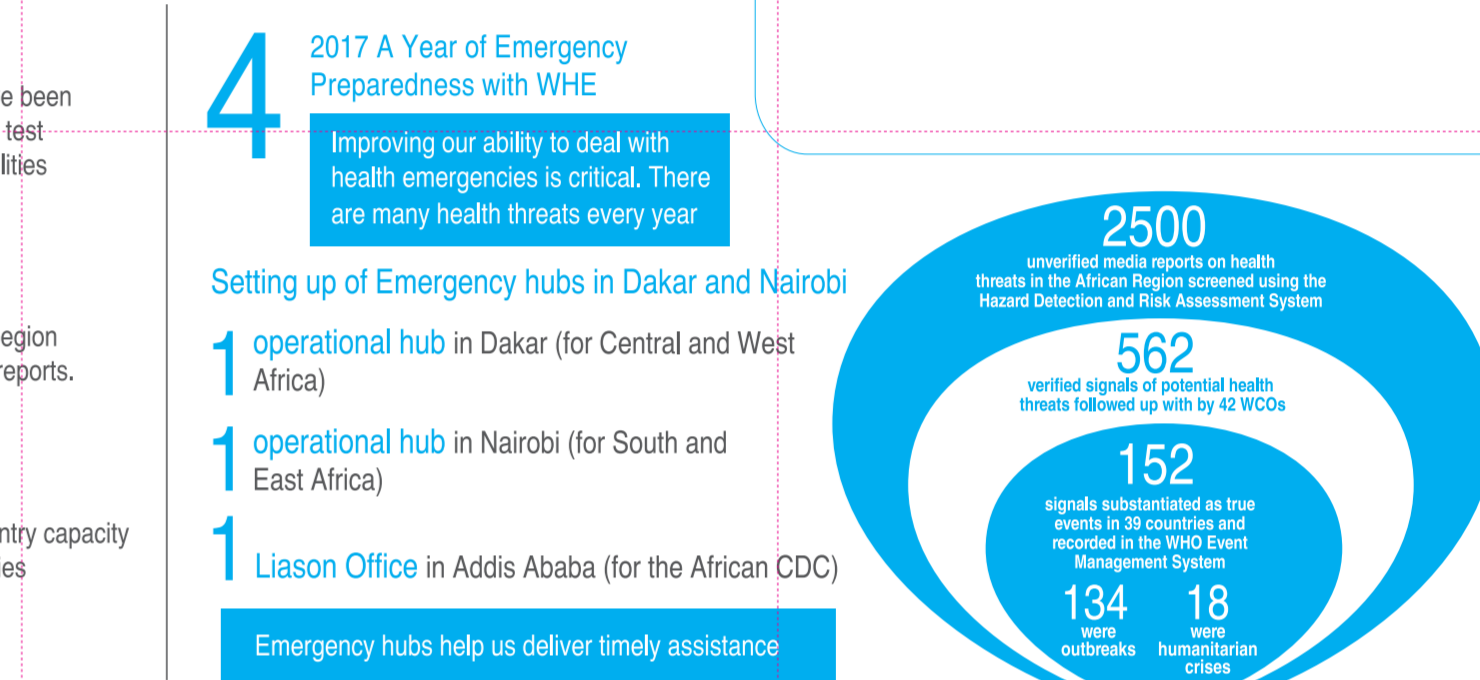 e been
test
lities
egion
reports.
ntry capacity
ies
4
2017 A Year of Emergency
Preparedness with WHE
Improving our ability to deal with
health emergencies is critical. There
are many health threats every year
Setting up of Emergency hubs in Dakar and Nairobi
1 operational hub in Dakar (for Central and West
Africa)
1 operational hub in Nairobi (for South and
East Africa)
1 Liason Office in Addis Ababa (for the African CDC)
Emergency hubs help us deliver timely assistance
2500
unverified media reports on health
threats in the African Region screened using the
Hazard Detection and Risk Assessment System
562
verified signals of potential health
threats followed up with by 42 WCOs
152
signals substantiated as true
events in 39 countries and
recorded in the WHO Event
Management System
134
were
outbreaks
18
were
humanitarian
crises